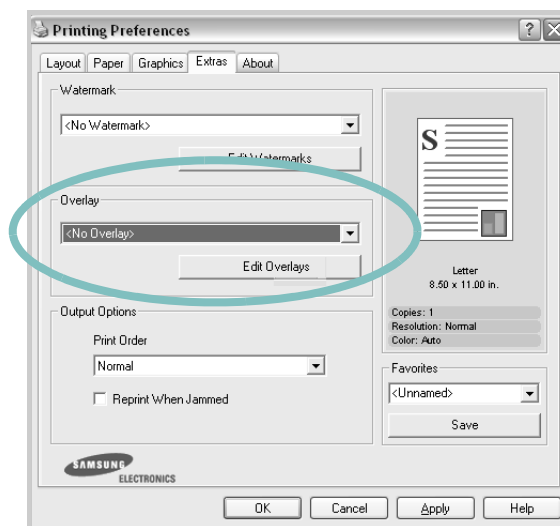 Printing Preferences
Layout Paper Graphics Extras About
Watermark
<No Watermark>
Edit Watermarks
Overlay
<No Overlay>
Edit Overlays
Output Options
Print Order
Normal
Reprint When Jammed
S
Letter
8.50 x 11.00 in.
Copies: 1
Resolution: Normal
Color: Auto
Favorites
<Unnamed>
Save
SAMSUNG
ELECTRONICS
OK Cancel Apply Help